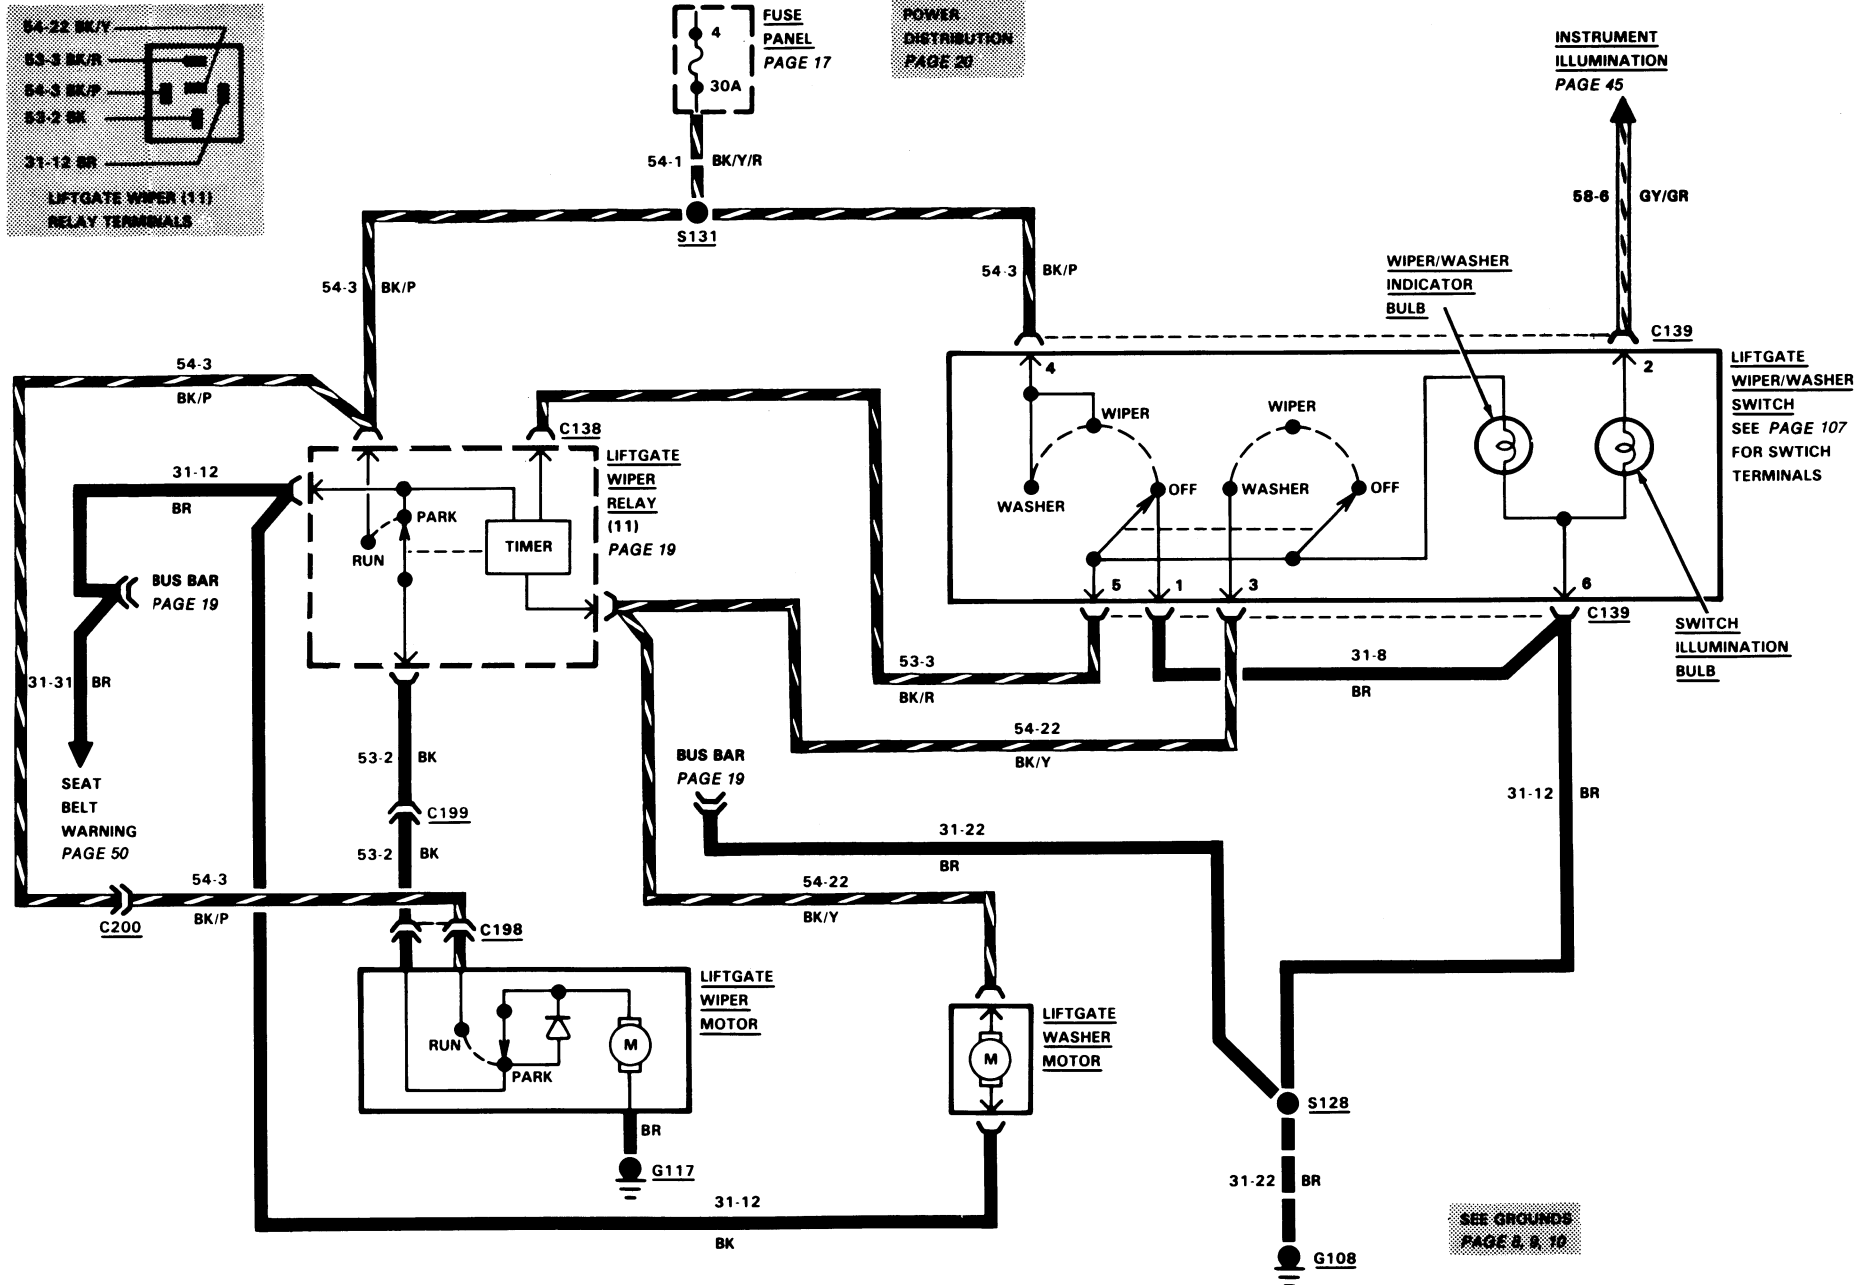 54-22 BK/Y
53-3 BK/R
54-3 BK/P
53-2 BK
31-12 BR
LIFTGATE WIPER (11)
RELAY TERMINALS
4
30A
FUSE
PANEL
PAGE 17
POWER
DISTRIBUTION
PAGE 20
INSTRUMENT
ILLUMINATION
PAGE 45
54-1 BK/Y/R
S131
58-6 GY/GR
54-3 BK/P
54-3 BK/P
WIPER/WASHER
INDICATOR
BULB
C139
54-3
BK/P
4
2
LIFTGATE
WIPER/WASHER
SWITCH
SEE PAGE 107
FOR SWTICH
TERMINALS
C138
WIPER
WIPER
WASHER
OFF
WASHER
OFF
31-12
BR
LIFTGATE
WIPER
RELAY
(11)
PAGE 19
PARK
RUN
TIMER
5
1
3
6
C139
BUS BAR
PAGE 19
SWITCH
ILLUMINATION
BULB
31-31 BR
53-3
BK/R
31-8
BR
54-22
BK/Y
SEAT
BELT
WARNING
PAGE 50
53-2 BK
C199
53-2 BK
BUS BAR
PAGE 19
31-12 BR
31-22
BR
54-3
BK/P
C200
C198
54-22
BK/Y
LIFTGATE
WIPER
MOTOR
RUN
PARK
M
LIFTGATE
WASHER
MOTOR
M
BR
G117
S128
31-12
BK
31-22 BR
G108
SEE GROUNDS
PAGE 8, 9, 10